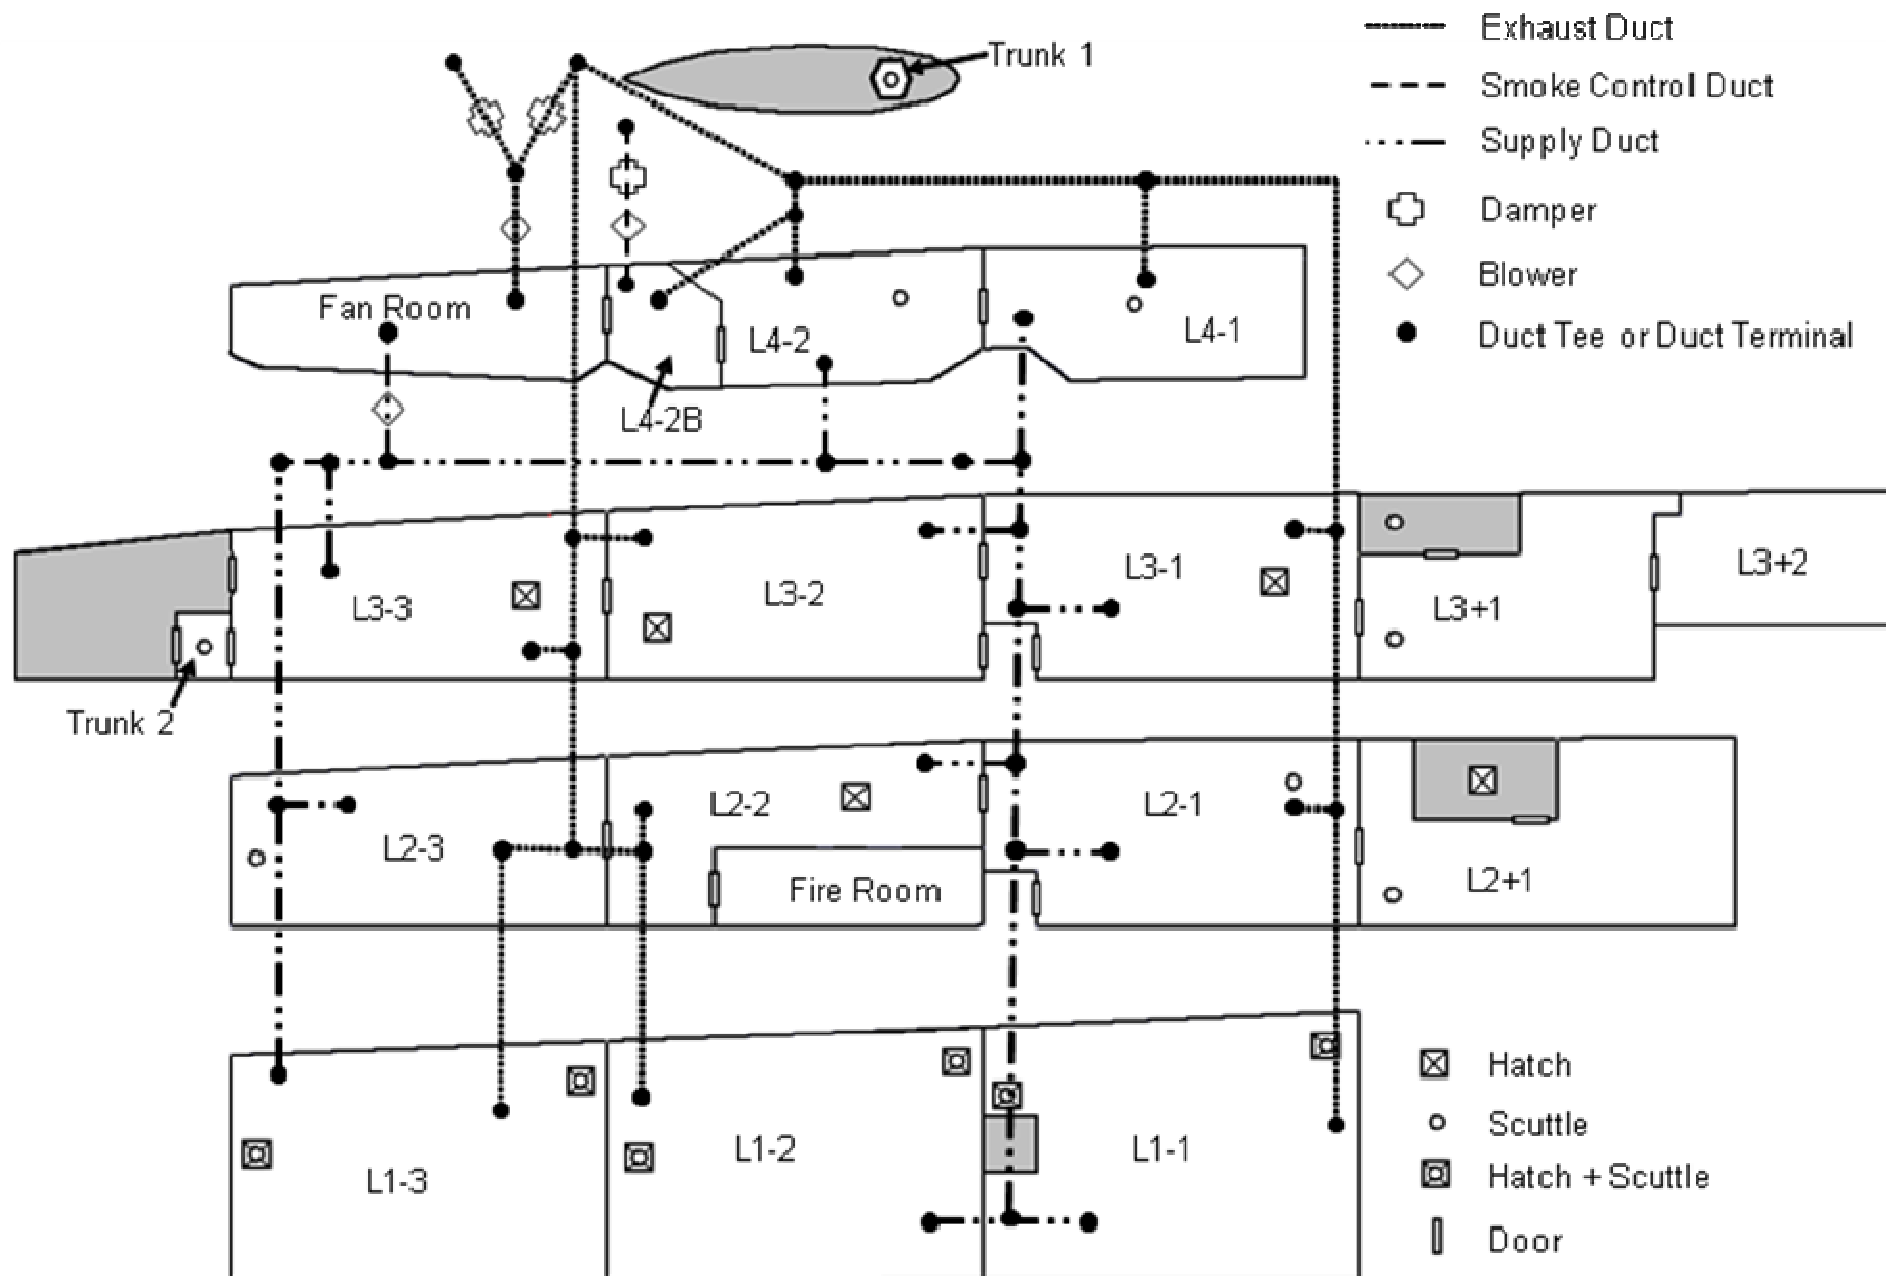 Trunk 1
Exhaust Duct
Smoke Control Duct
Supply Duct
Damper
Blower
Duct Tee or Duct Terminal
Fan Room
L4-2
L4-1
L4-2B
L3-3
L3-2
L3-1
L3+1
L3+2
Trunk 2
L2-3
L2-2
Fire Room
L2-1
L2+1
L1-3
L1-2
L1-1
Hatch
Scuttle
Hatch + Scuttle
Door